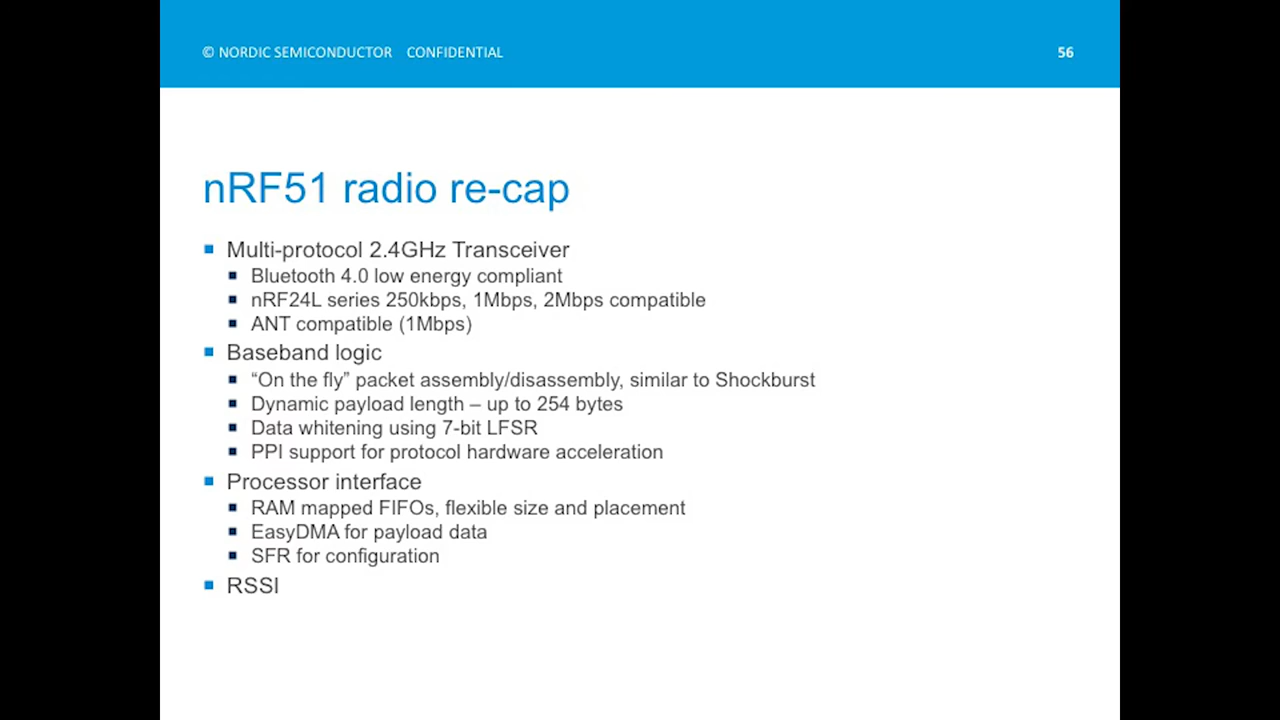 © NORDIC SEMICONDUCTOR CONFIDENTIAL 56
nRF51 radio re-cap
Multi-protocol 2.4GHz Transceiver
Bluetooth 4.0 low energy compliant
nRF24L series 250kbps, 1Mbps, 2Mbps compatible
ANT compatible (1Mbps)
Baseband logic
“On the fly” packet assembly/disassembly, similar to Shockburst
Dynamic payload length – up to 254 bytes
Data whitening using 7-bit LFSR
PPI support for protocol hardware acceleration
Processor interface
RAM mapped FIFOs, flexible size and placement
EasyDMA for payload data
SFR for configuration
RSSI